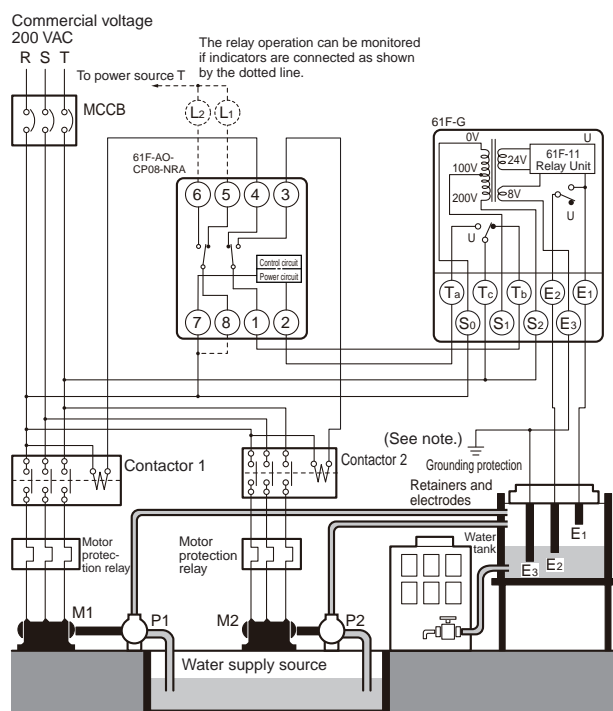 Commercial voltage
200 VAC
R S T
The relay operation can be monitored
if indicators are connected as shown
by the dotted line.
To power source T
MCCB
L2 L1
61F-AO-
CP08-NRA
6 5 4 3
Control circuit
Power circuit
7 8 1 2
61F-G
0V
U
24V
61F-11
Relay Unit
100V
8V
200V
U
U
Ta Tc Tb E2 E1
S0 S1 S2 E3
Contactor 1
Contactor 2
(See note.)
Grounding protection
Retainers and
electrodes
Motor
protec-
tion relay
Motor
protection
relay
Water
tank
E1
E2
E3
M1
P1
M2
P2
Water supply source